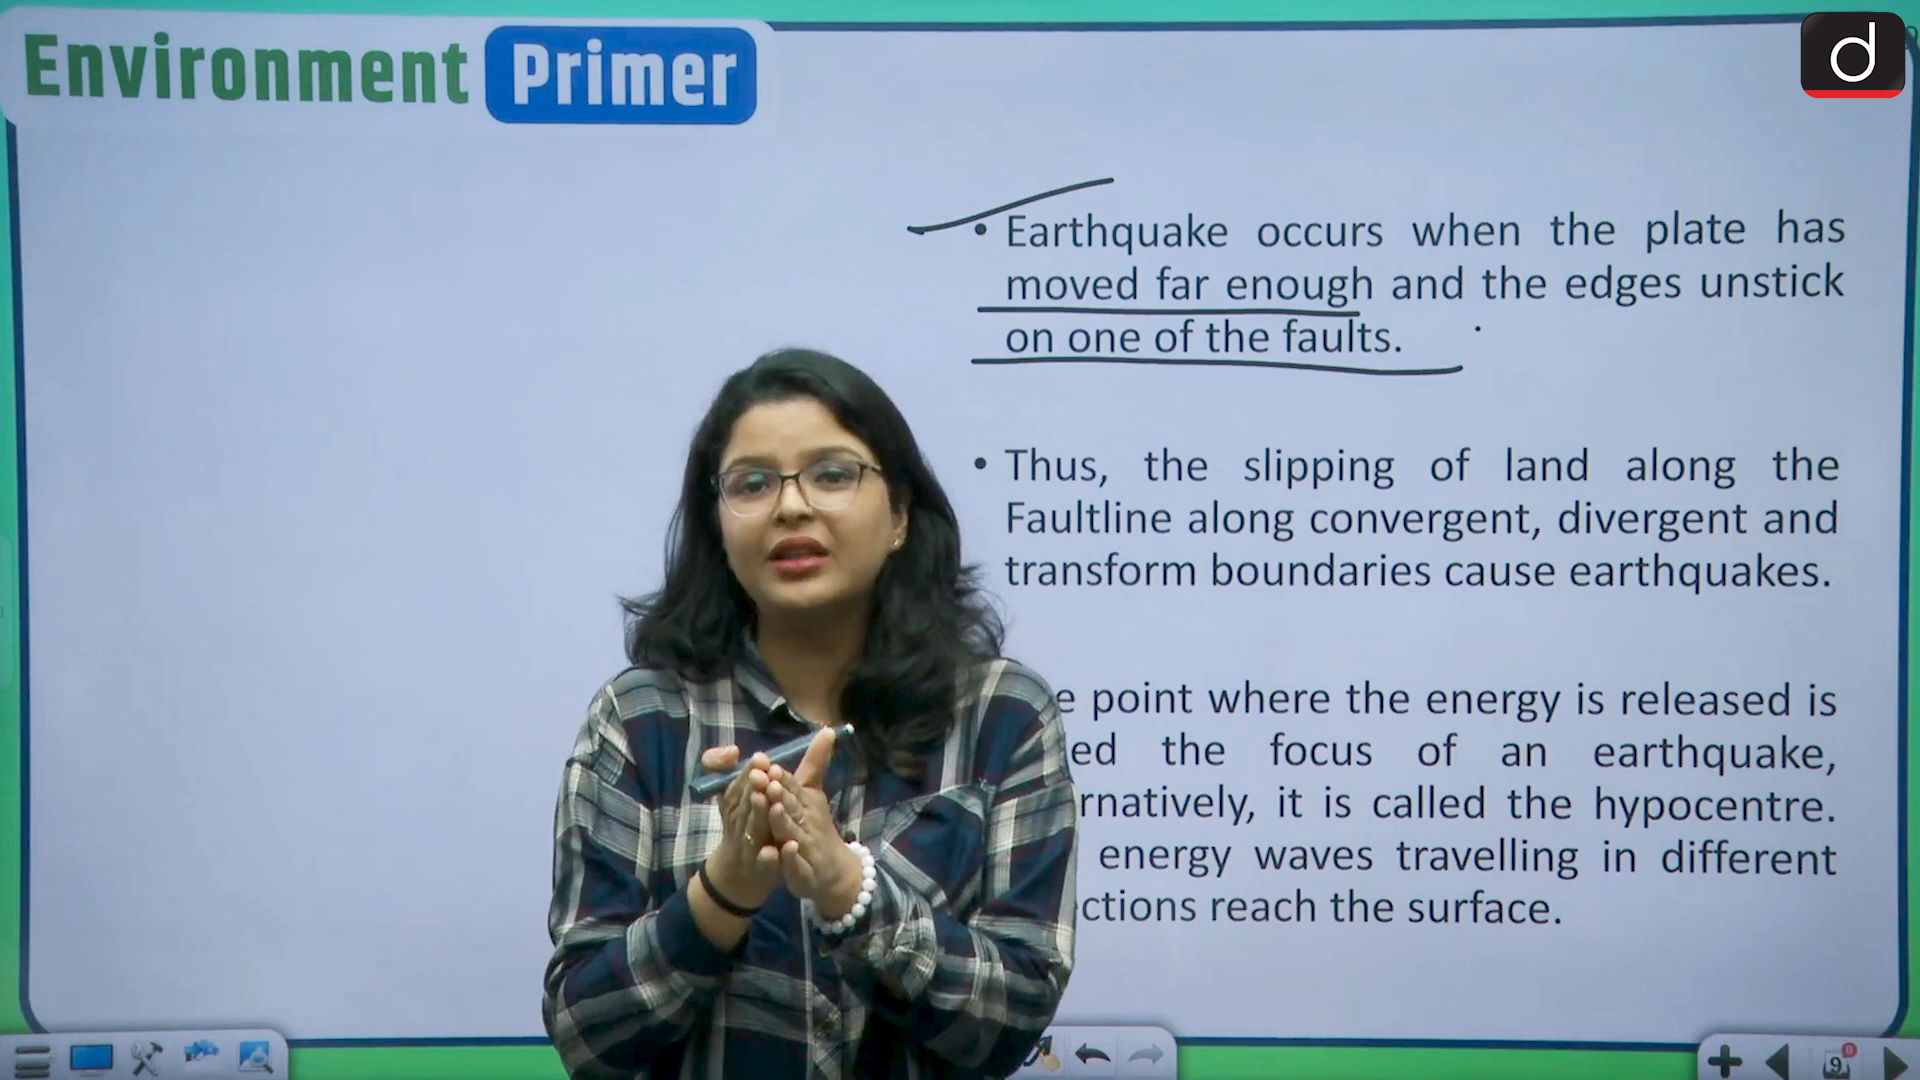 Environment Primer
d
• Earthquake occurs when the plate has
moved far enough and the edges unstick
on one of the faults.
• Thus, the slipping of land along the
Faultline along convergent, divergent and
transform boundaries cause earthquakes.
point where the energy is released is
the focus of an earthquake,
it is called the hypocentre.
energy waves travelling in different
reach the surface.
9